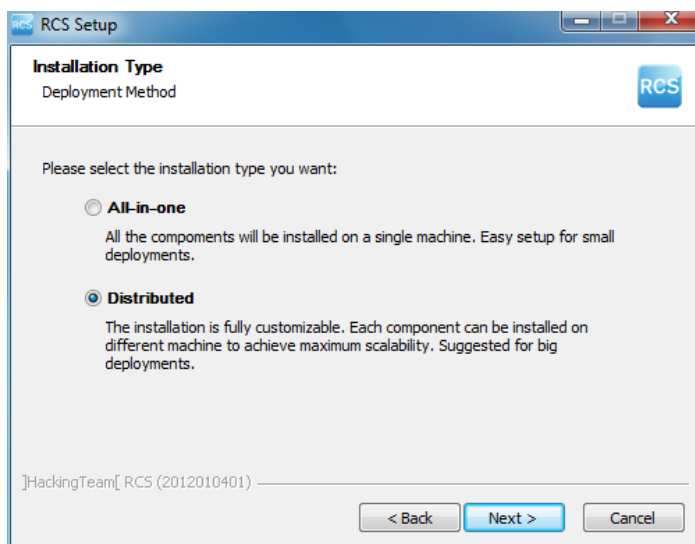 RCS RCS Setup
Installation Type
Deployment Method
RCS
Please select the installation type you want:
All-in-one
All the compoments will be installed on a single machine. Easy setup for small
deployments.
Distributed
The installation is fully customizable. Each component can be installed on
different machine to achieve maximum scalability. Suggested for big
deployments.
]HackingTeam[ RCS (2012010401)
< Back Next > Cancel